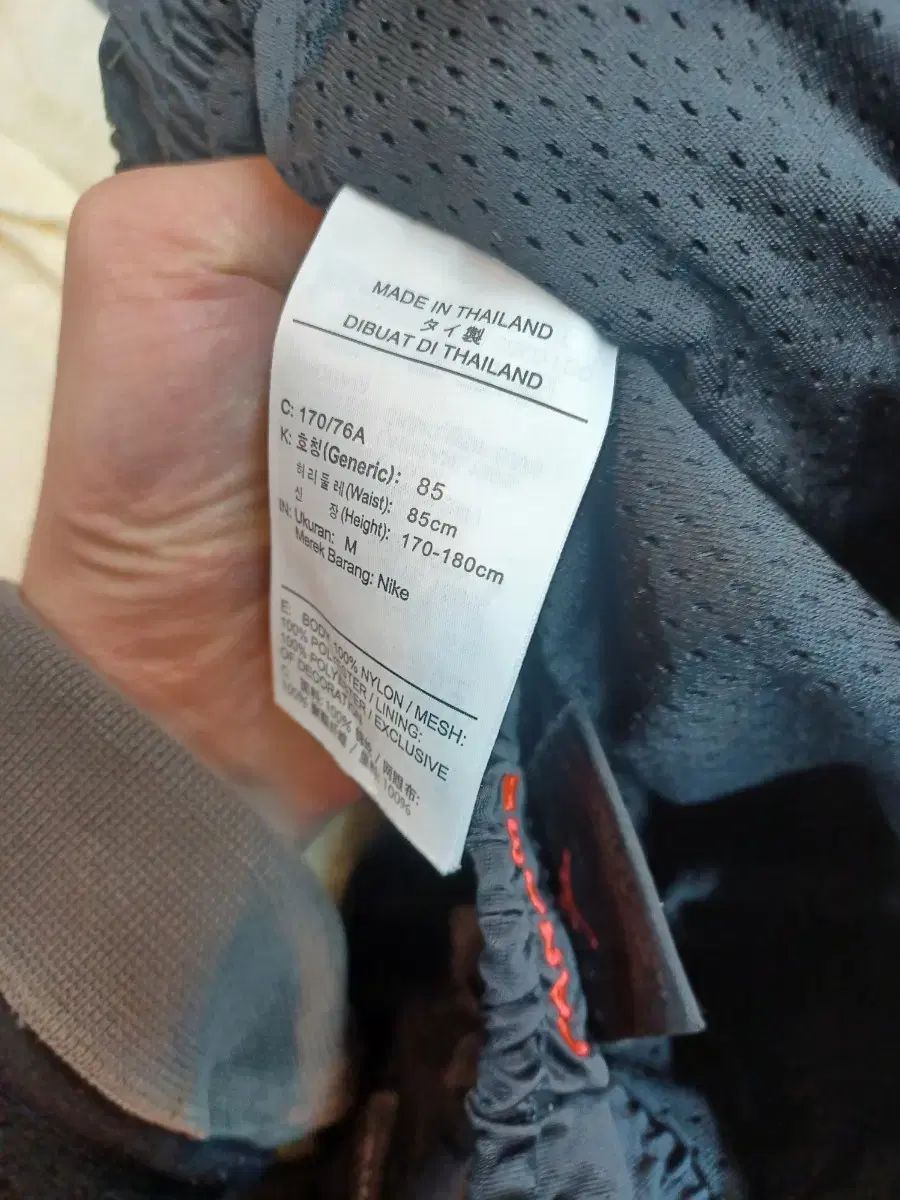 MADE IN THAILAND
タイ製
DIBUAT DI THAILAND
C: 170/76A
K: 호칭(Generic): 85
허리둘레(Waist): 85cm
신 장(Height): 170-180cm
IN: Ukuran: M
Merek Barang: Nike
E: BODY: 100% NYLON / MESH:
100% POLYESTER / LINING:
100% POLYESTER / EXCLUSIVE
OF DECORATION
100%
100%